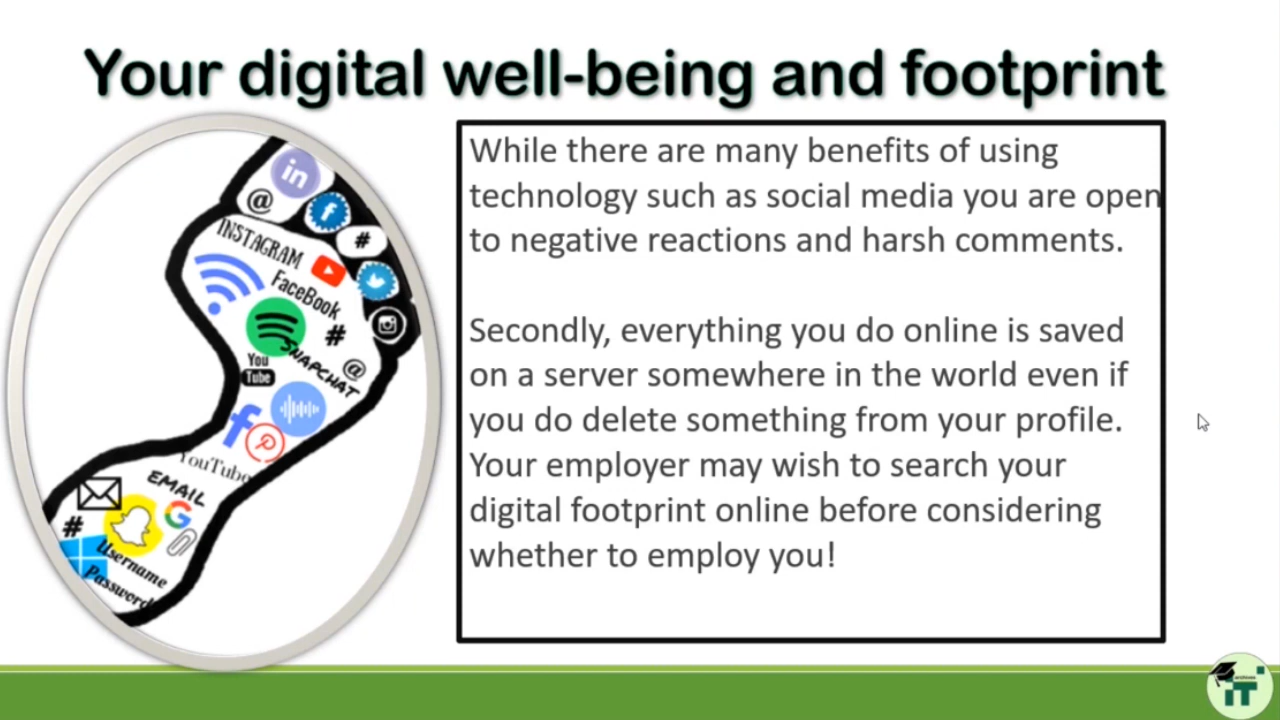 Your digital well-being and footprint
in
@
f
#
INSTAGRAM
FaceBook
#
SNAPCHAT
@
You
Tube
f
YouTube
EMAIL
G
#
Username
Password
While there are many benefits of using
technology such as social media you are open
to negative reactions and harsh comments.
Secondly, everything you do online is saved
on a server somewhere in the world even if
you do delete something from your profile.
Your employer may wish to search your
digital footprint online before considering
whether to employ you!
iT